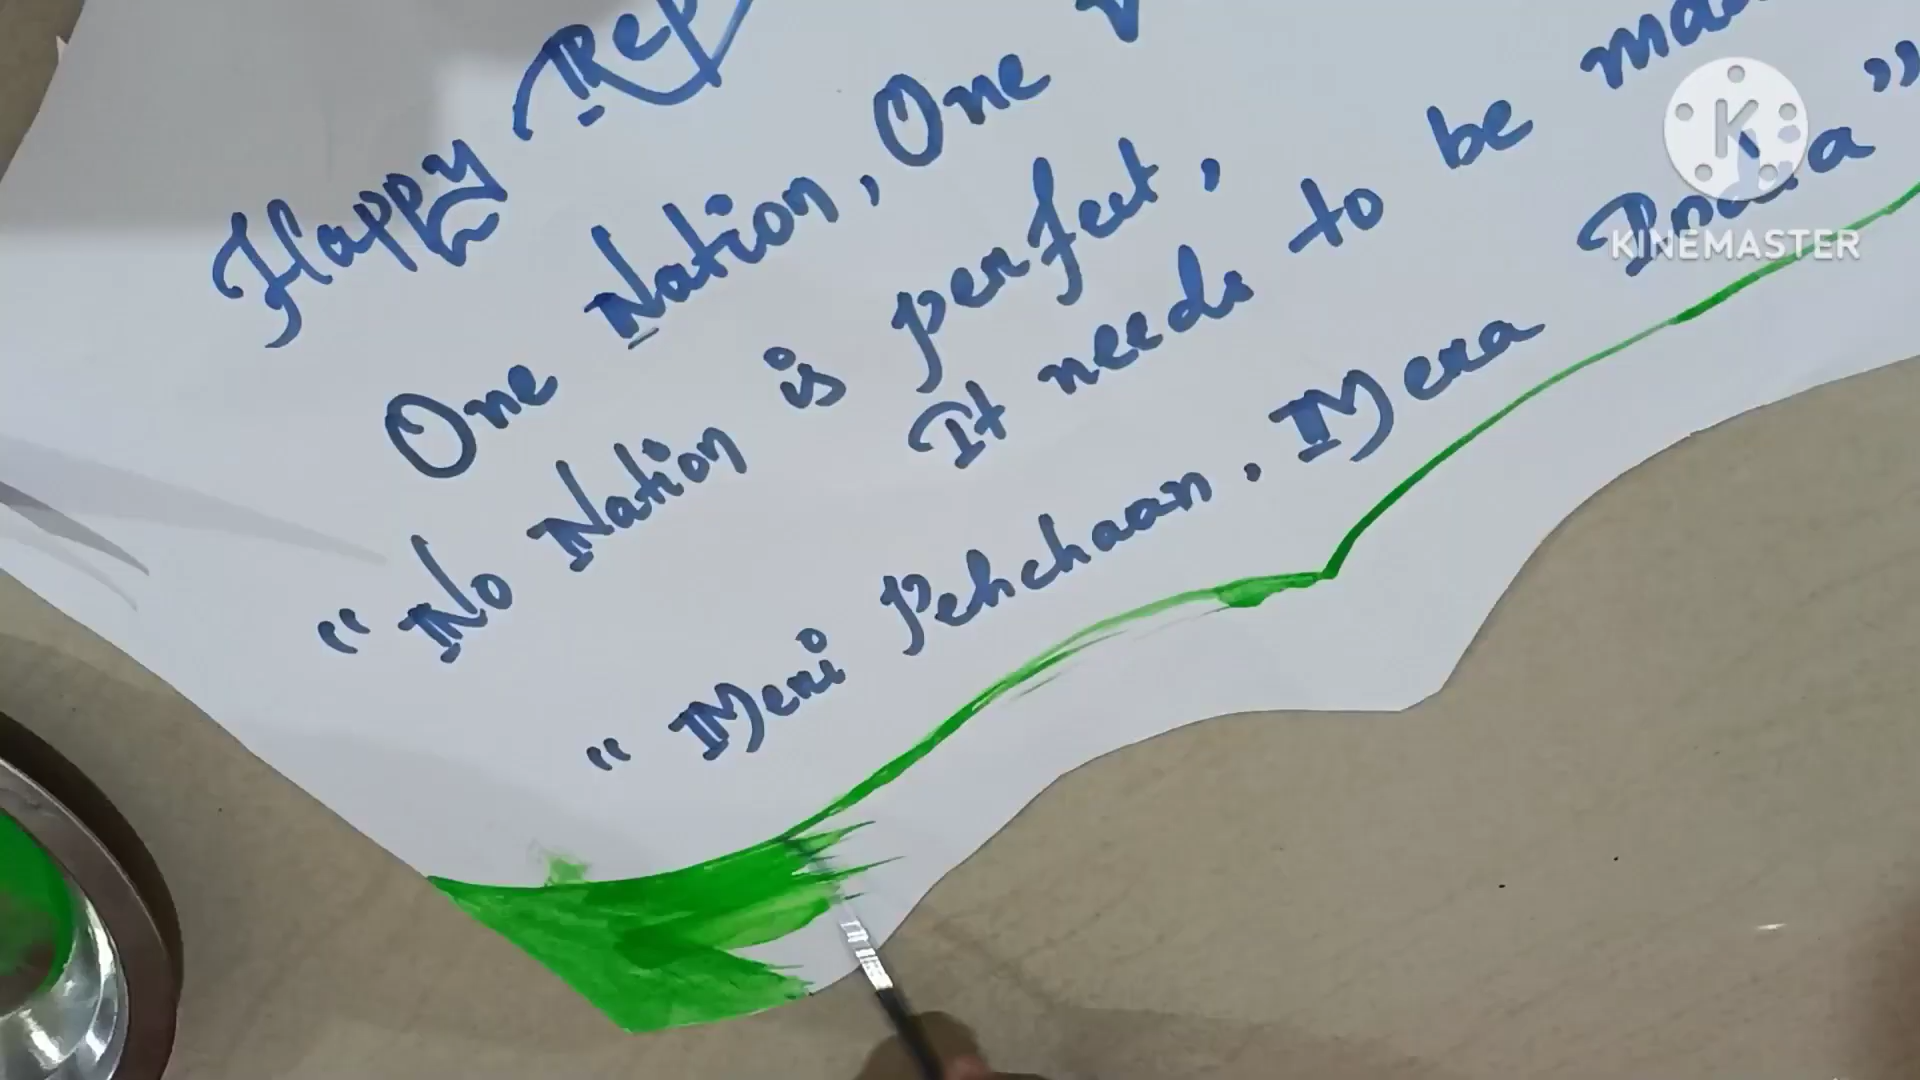 Happy Rep
One Nation, One
"No Nation is perfect,
It needs to be
"Meri Pehchaan. Mera India"
KINEMASTER